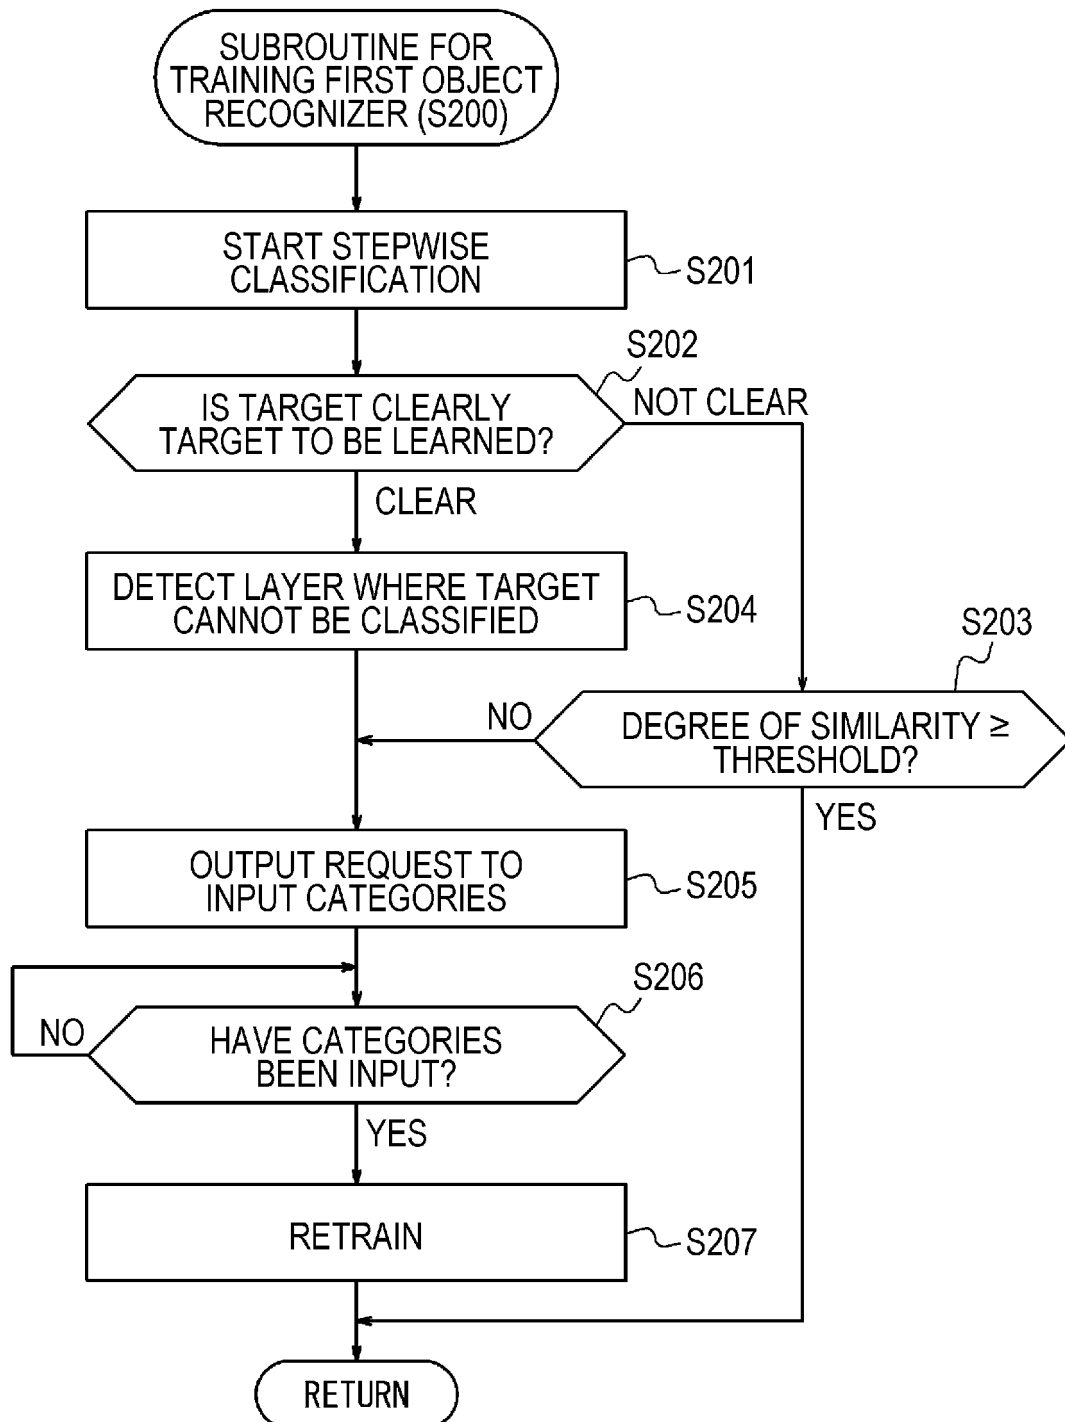 SUBROUTINE FOR
TRAINING FIRST OBJECT
RECOGNIZER (S200)
START STEPWISE
CLASSIFICATION
S201
S202
IS TARGET CLEARLY
TARGET TO BE LEARNED?
NOT CLEAR
CLEAR
DETECT LAYER WHERE TARGET
CANNOT BE CLASSIFIED
S204
S203
DEGREE OF SIMILARITY ≥
THRESHOLD?
NO
YES
OUTPUT REQUEST TO
INPUT CATEGORIES
S205
S206
HAVE CATEGORIES
BEEN INPUT?
NO
YES
RETRAIN
S207
RETURN